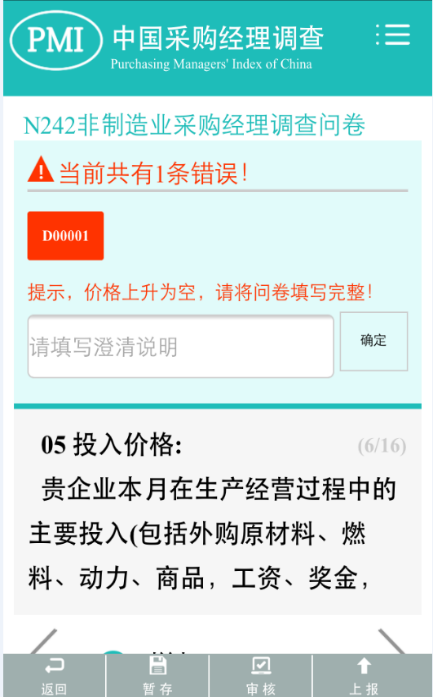 PMI 中国采购经理调查
Purchasing Managers' Index of China
N242非制造业采购经理调查问卷
当前共有1条错误!
D00001
提示，价格上升为空，请将问卷填写完整!
请填写澄清说明
确定
05 投入价格:
(6/16)
贵企业本月在生产经营过程中的
主要投入(包括外购原材料、燃
料、动力、商品，工资、奖金，
返回 暂存 审核 上报